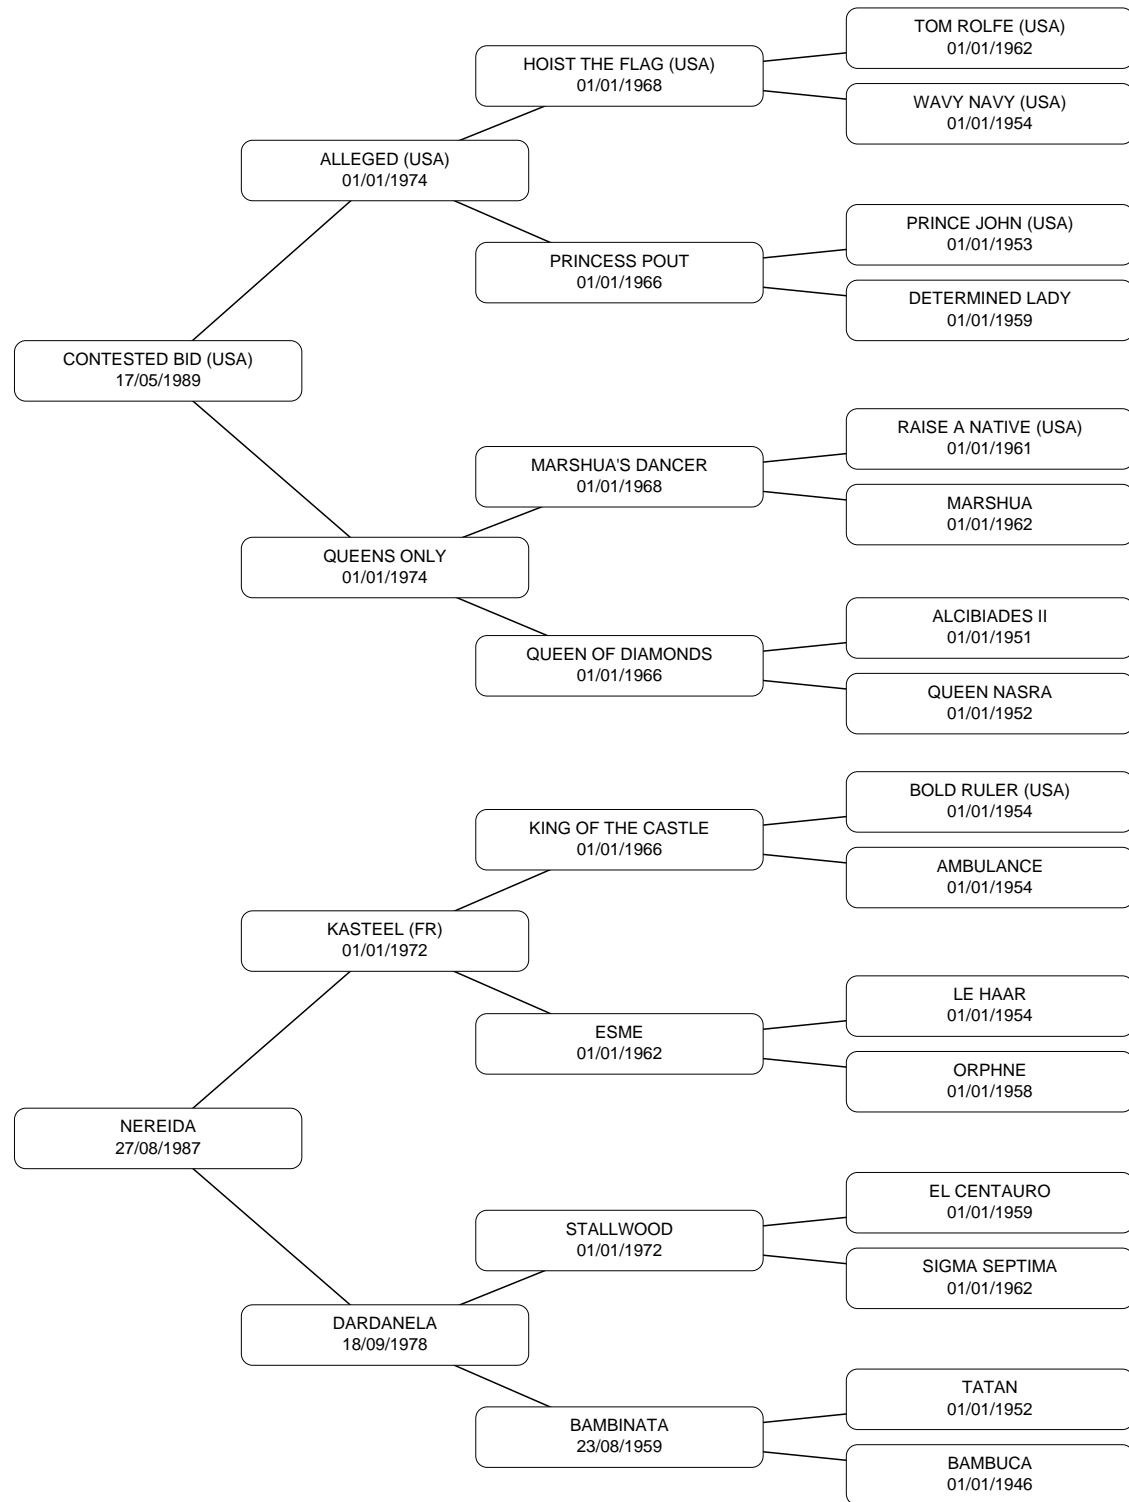 TOM ROLFE (USA)
01/01/1962
HOIST THE FLAG (USA)
01/01/1968
WAVY NAVY (USA)
01/01/1954
ALLEGED (USA)
01/01/1974
PRINCE JOHN (USA)
01/01/1953
PRINCESS POUT
01/01/1966
DETERMINED LADY
01/01/1959
CONTESTED BID (USA)
17/05/1989
RAISE A NATIVE (USA)
01/01/1961
MARSHUA'S DANCER
01/01/1968
MARSHUA
01/01/1962
QUEENS ONLY
01/01/1974
ALCIBIADES II
01/01/1951
QUEEN OF DIAMONDS
01/01/1966
QUEEN NASRA
01/01/1952
BOLD RULER (USA)
01/01/1954
KING OF THE CASTLE
01/01/1966
AMBULANCE
01/01/1954
KASTEEL (FR)
01/01/1972
LE HAAR
01/01/1954
ESME
01/01/1962
ORPHNE
01/01/1958
NEREIDA
27/08/1987
EL CENTAURO
01/01/1959
STALLWOOD
01/01/1972
SIGMA SEPTIMA
01/01/1962
DARDANELA
18/09/1978
TATAN
01/01/1952
BAMBINATA
23/08/1959
BAMBUCA
01/01/1946